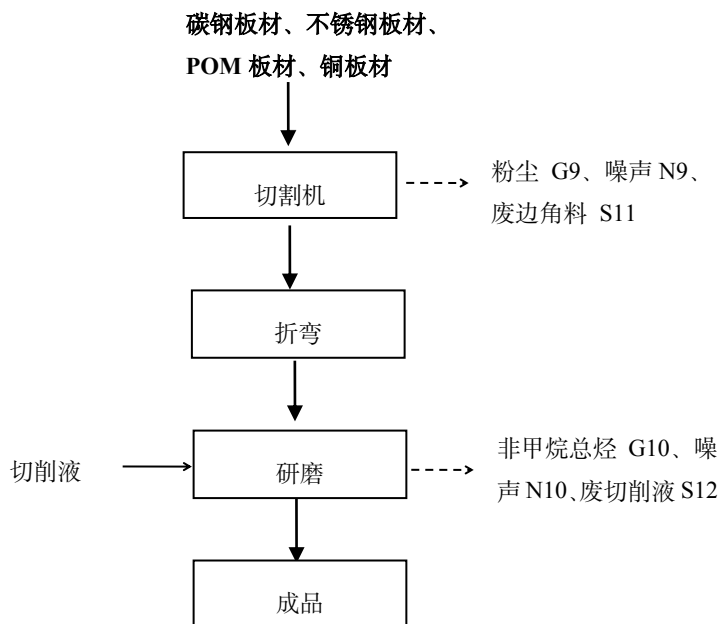 碳钢板材、不锈钢板材、
POM 板材、铜板材
切割机
粉尘 G9、噪声 N9、
废边角料 S11
折弯
切削液
研磨
非甲烷总烃 G10、噪
声 N10、废切削液 S12
成品